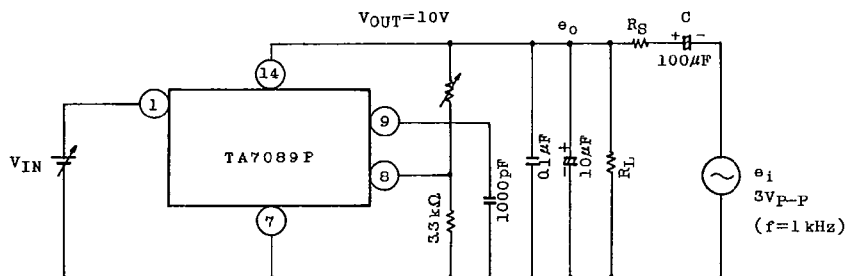 VOUT=10V
eo
RS
C
+ -
100μF
14
1
9
8
7
VIN
TA7089P
3.3kΩ
1000pF
0.1μF
+
-
10μF
RL
ei
3VP-P
(f=1kHz)